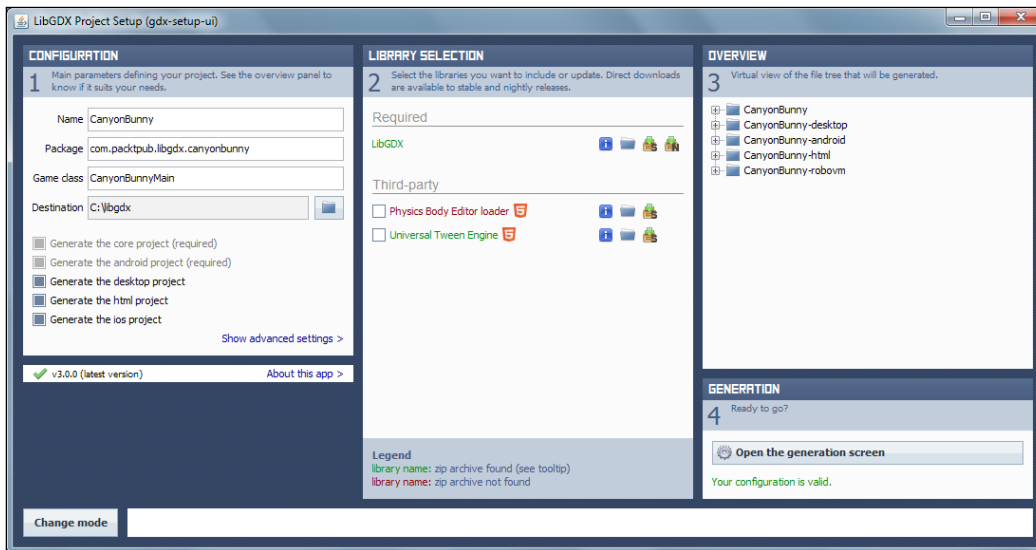 LibGDX Project Setup (gdx-setup-ui)
CONFIGURATION
1
Main parameters defining your project. See the overview panel to
know if it suits your needs.
Name CanyonBunny
Package com.packtpub.libgdx.canyonbunny
Game class CanyonBunnyMain
Destination C:\libgdx
Generate the core project (required)
Generate the android project (required)
Generate the desktop project
Generate the html project
Generate the ios project
Show advanced settings >
v3.0.0 (latest version)
About this app >
LIBRARY SELECTION
2
Select the libraries you want to include or update. Direct downloads
are available to stable and nightly releases.
Required
LibGDX
S N
Third-party
Physics Body Editor loader
S
Universal Tween Engine
S
Legend
library name: zip archive found (see tooltip)
library name: zip archive not found
OVERVIEW
3
Virtual view of the file tree that will be generated.
CanyonBunny
CanyonBunny-desktop
CanyonBunny-android
CanyonBunny-html
CanyonBunny-robovm
GENERATION
4
Ready to go?
Open the generation screen
Your configuration is valid.
Change mode